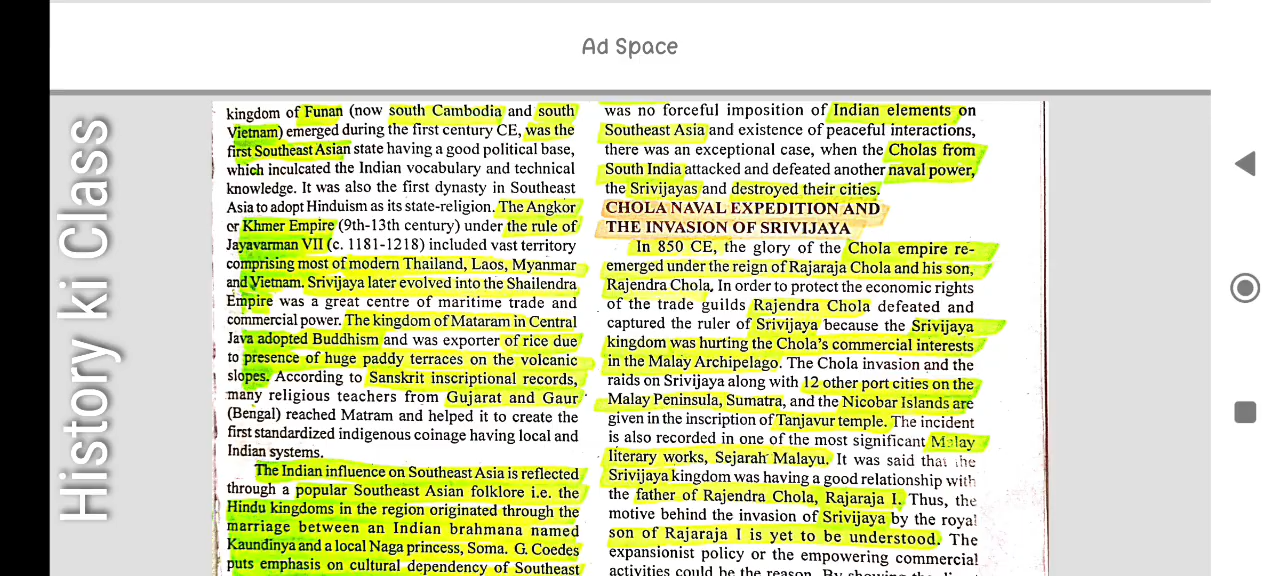 Ad Space
History ki Class
kingdom of Funan (now south Cambodia and south
Vietnam) emerged during the first century CE, was the
first Southeast Asian state having a good political base,
which inculcated the Indian vocabulary and technical
knowledge. It was also the first dynasty in Southeast
Asia to adopt Hinduism as its state-religion. The Angkor
or Khmer Empire (9th-13th century) under the rule of
Jayavarman VII (c. 1181-1218) included vast territory
comprising most of modern Thailand, Laos, Myanmar
and Vietnam. Srivijaya later evolved into the Shailendra
Empire was a great centre of maritime trade and
commercial power. The kingdom of Mataram in Central
Java adopted Buddhism and was exporter of rice due
to presence of huge paddy terraces on the volcanic
slopes. According to Sanskrit inscriptional records,
many religious teachers from Gujarat and Gaur
(Bengal) reached Matram and helped it to create the
first standardized indigenous coinage having local and
Indian systems.
The Indian influence on Southeast Asia is reflected
through a popular Southeast Asian folklore i.e. the
Hindu kingdoms in the region originated through the
marriage between an Indian brahmana named
Kaundinya and a local Naga princess, Soma. G. Coedes
puts emphasis on cultural dependency of Southeast
was no forceful imposition of Indian elements on
Southeast Asia and existence of peaceful interactions,
there was an exceptional case, when the Cholas from
South India attacked and defeated another naval power,
the Srivijayas and destroyed their cities.
CHOLA NAVAL EXPEDITION AND
THE INVASION OF SRIVIJAYA
In 850 CE, the glory of the Chola empire re-
emerged under the reign of Rajaraja Chola and his son,
Rajendra Chola. In order to protect the economic rights
of the trade guilds Rajendra Chola defeated and
captured the ruler of Srivijaya because the Srivijaya
kingdom was hurting the Chola's commercial interests
in the Malay Archipelago. The Chola invasion and the
raids on Srivijaya along with 12 other port cities on the
Malay Peninsula, Sumatra, and the Nicobar Islands are
given in the inscription of Tanjavur temple. The incident
is also recorded in one of the most significant Malay
literary works, Sejarah Malayu. It was said that the
Srivijaya kingdom was having a good relationship with
the father of Rajendra Chola, Rajaraja I. Thus, the
motive behind the invasion of Srivijaya by the royal
son of Rajaraja I is yet to be understood. The
expansionist policy or the empowering commercial
activities could be the reason. By showing the